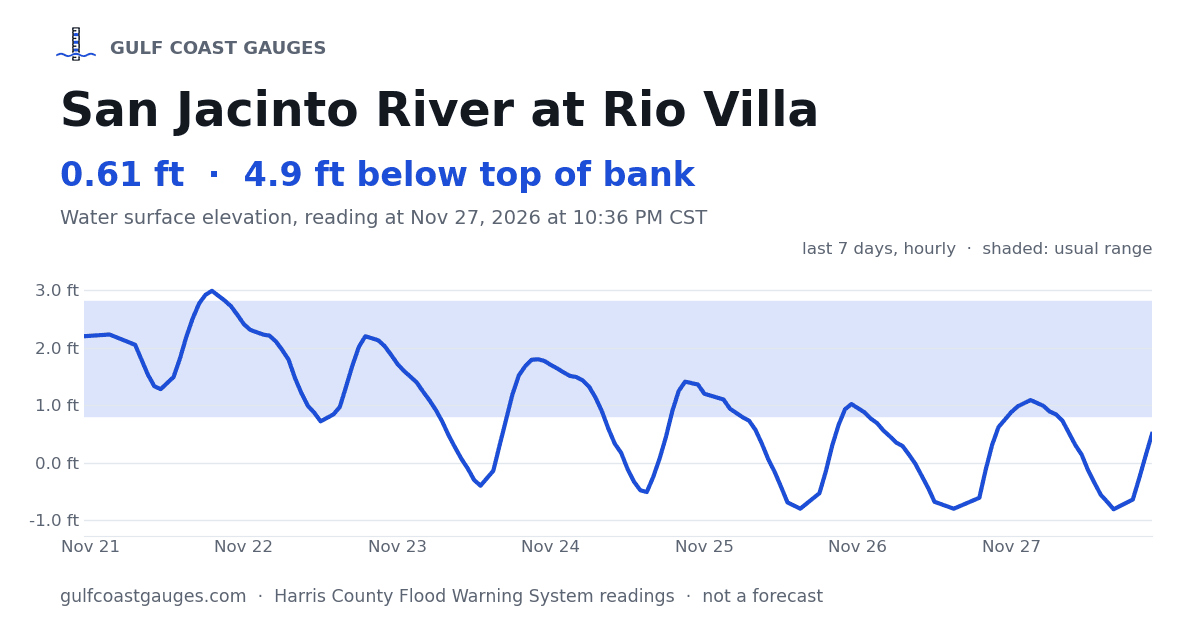 GULF COAST GAUGES
San Jacinto River at Rio Villa
0.61 ft · 4.9 ft below top of bank
Water surface elevation, reading at Nov 27, 2026 at 10:36 PM CST
last 7 days, hourly · shaded: usual range
3.0 ft
2.0 ft
1.0 ft
0.0 ft
-1.0 ft
Nov 21 Nov 22 Nov 23 Nov 24 Nov 25 Nov 26 Nov 27
gulfcoastgauges.com · Harris County Flood Warning System readings · not a forecast